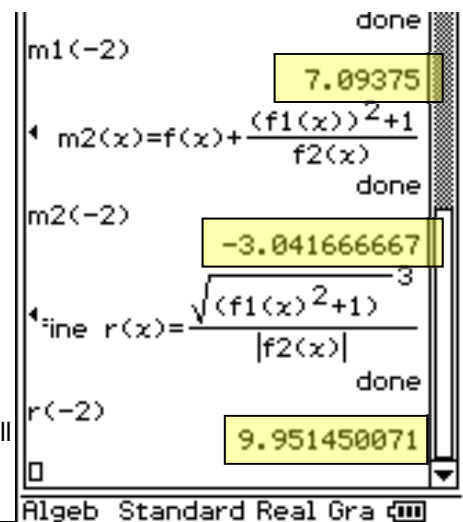 done
m1(-2)
7.09375
m2(x)=f(x)+((f1(x))^2+1)/(f2(x))
done
m2(-2)
-3.041666667
ine r(x)=√(f1(x)^2+1)^3/|f2(x)|
done
r(-2)
ll
9.951450071
Algeb Standard Real Gra